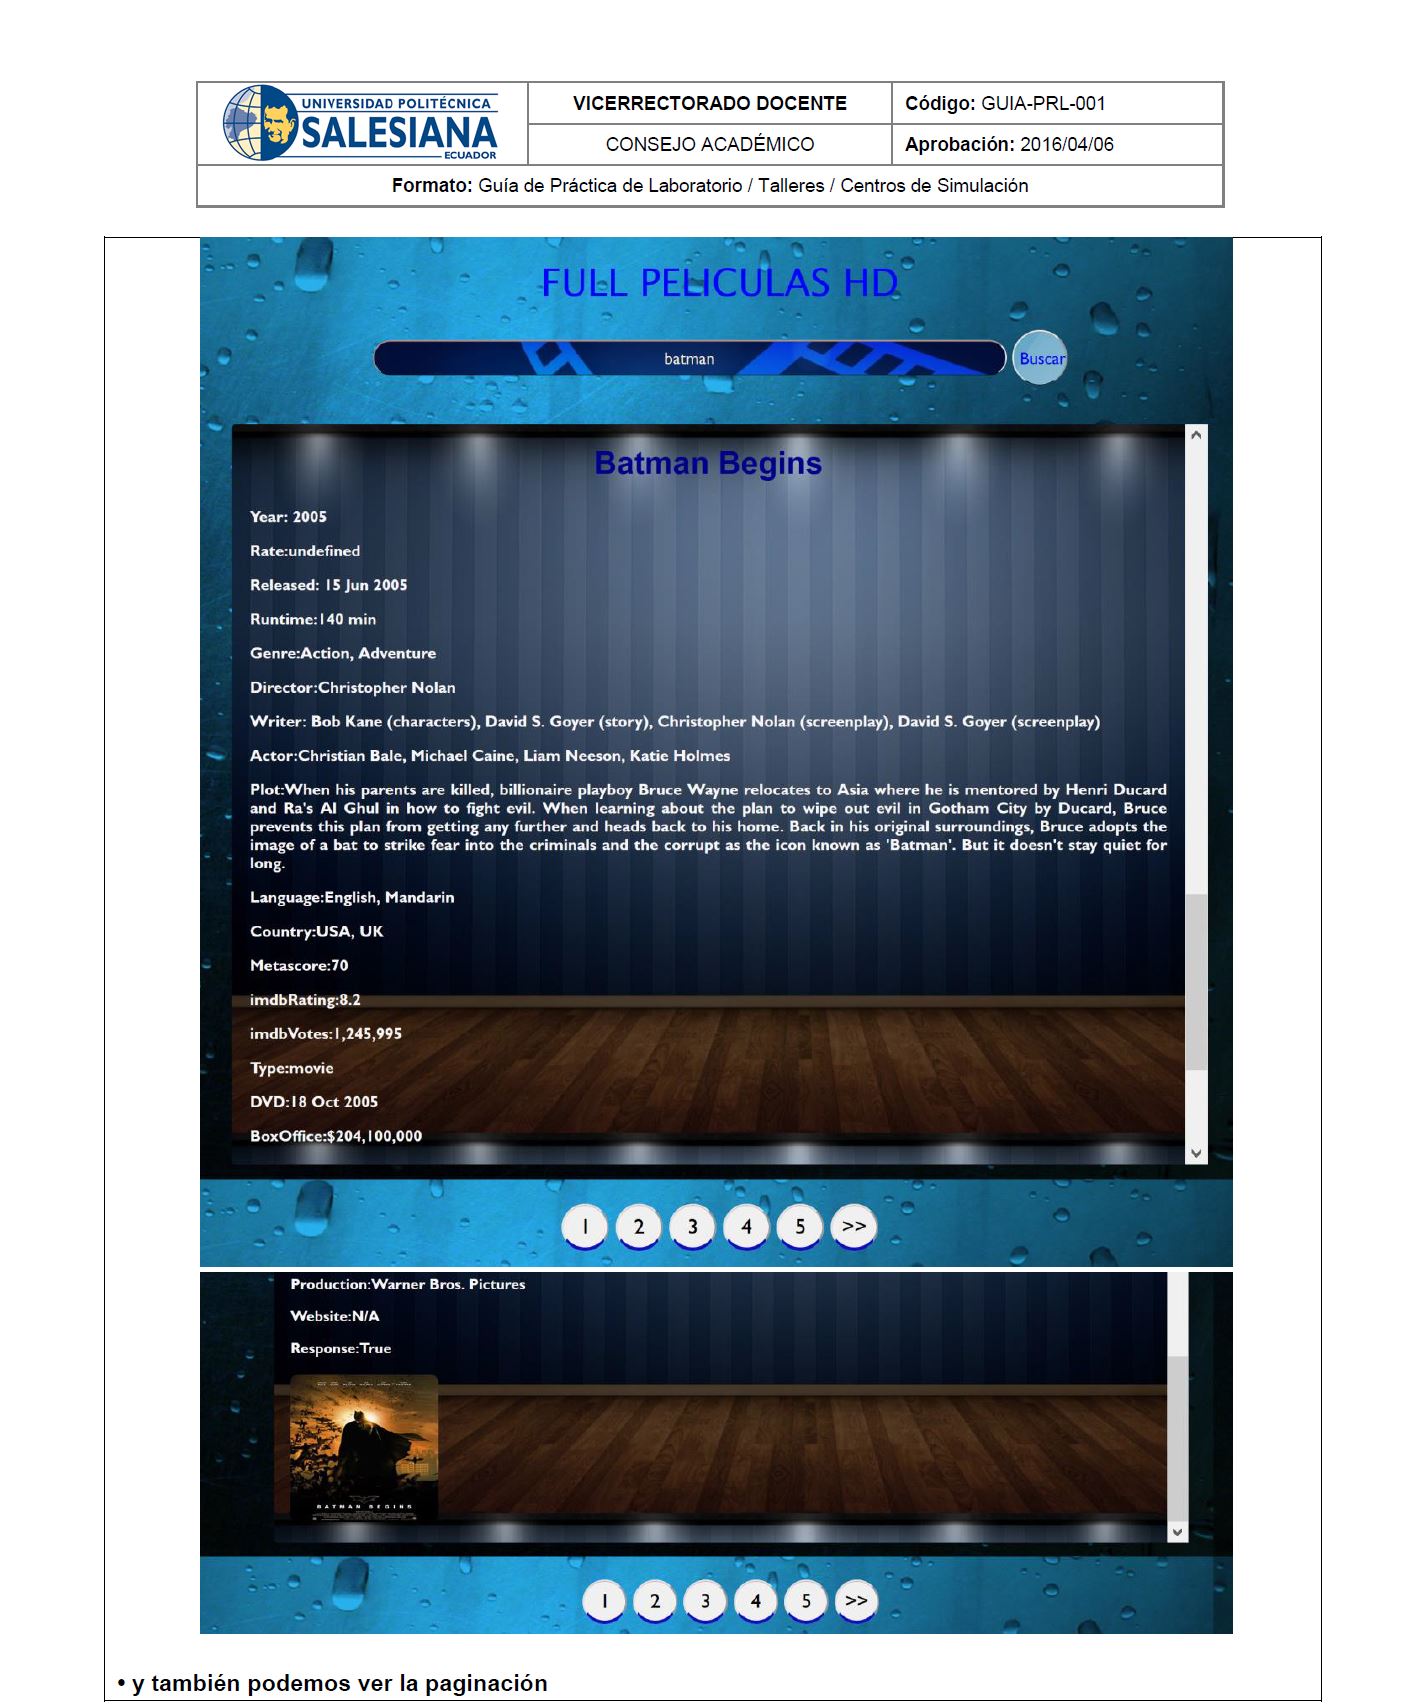 UNIVERSIDAD POLITÉCNICA
SALESIANA
ECUADOR
VICERRECTORADO DOCENTE
Código: GUIA-PRL-001
CONSEJO ACADÉMICO
Aprobación: 2016/04/06
Formato: Guía de Práctica de Laboratorio / Talleres / Centros de Simulación
FULL PELICULAS HD
batman
Buscar
Batman Begins
Year: 2005
Rate:undefined
Released: 15 Jun 2005
Runtime:140 min
Genre:Action, Adventure
Director:Christopher Nolan
Writer: Bob Kane (characters), David S. Goyer (story), Christopher Nolan (screenplay), David S. Goyer (screenplay)
Actor:Christian Bale, Michael Caine, Liam Neeson, Katie Holmes
Plot:When his parents are killed, billionaire playboy Bruce Wayne relocates to Asia where he is mentored by Henri Ducard
and Ra's Al Ghul in how to fight evil. When learning about the plan to wipe out evil in Gotham City by Ducard, Bruce
prevents this plan from getting any further and heads back to his home. Back in his original surroundings, Bruce adopts the
image of a bat to strike fear into the criminals and the corrupt as the icon known as 'Batman'. But it doesn't stay quiet for
long.
Language:English, Mandarin
Country:USA, UK
Metascore:70
imdbRating:8.2
imdbVotes:1,245,995
Type:movie
DVD:18 Oct 2005
BoxOffice:$204,100,000
1 2 3 4 5 >>
Production:Warner Bros. Pictures
Website:N/A
Response:True
BATMAN BEGINS
1 2 3 4 5 >>
• y también podemos ver la paginación